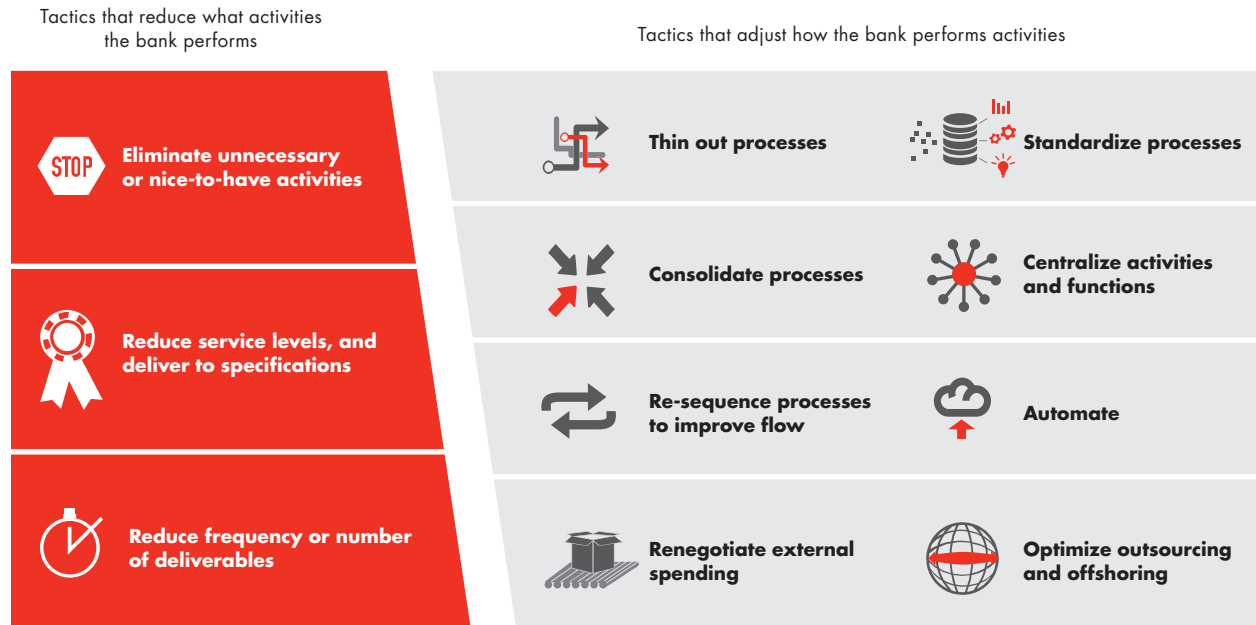 Tactics that reduce what activities
the bank performs
Tactics that adjust how the bank performs activities
STOP
Eliminate unnecessary
or nice-to-have activities
Reduce service levels, and
deliver to specifications
Reduce frequency or number
of deliverables
Thin out processes
Standardize processes
Consolidate processes
Centralize activities
and functions
Re-sequence processes
to improve flow
Automate
Renegotiate external
spending
Optimize outsourcing
and offshoring